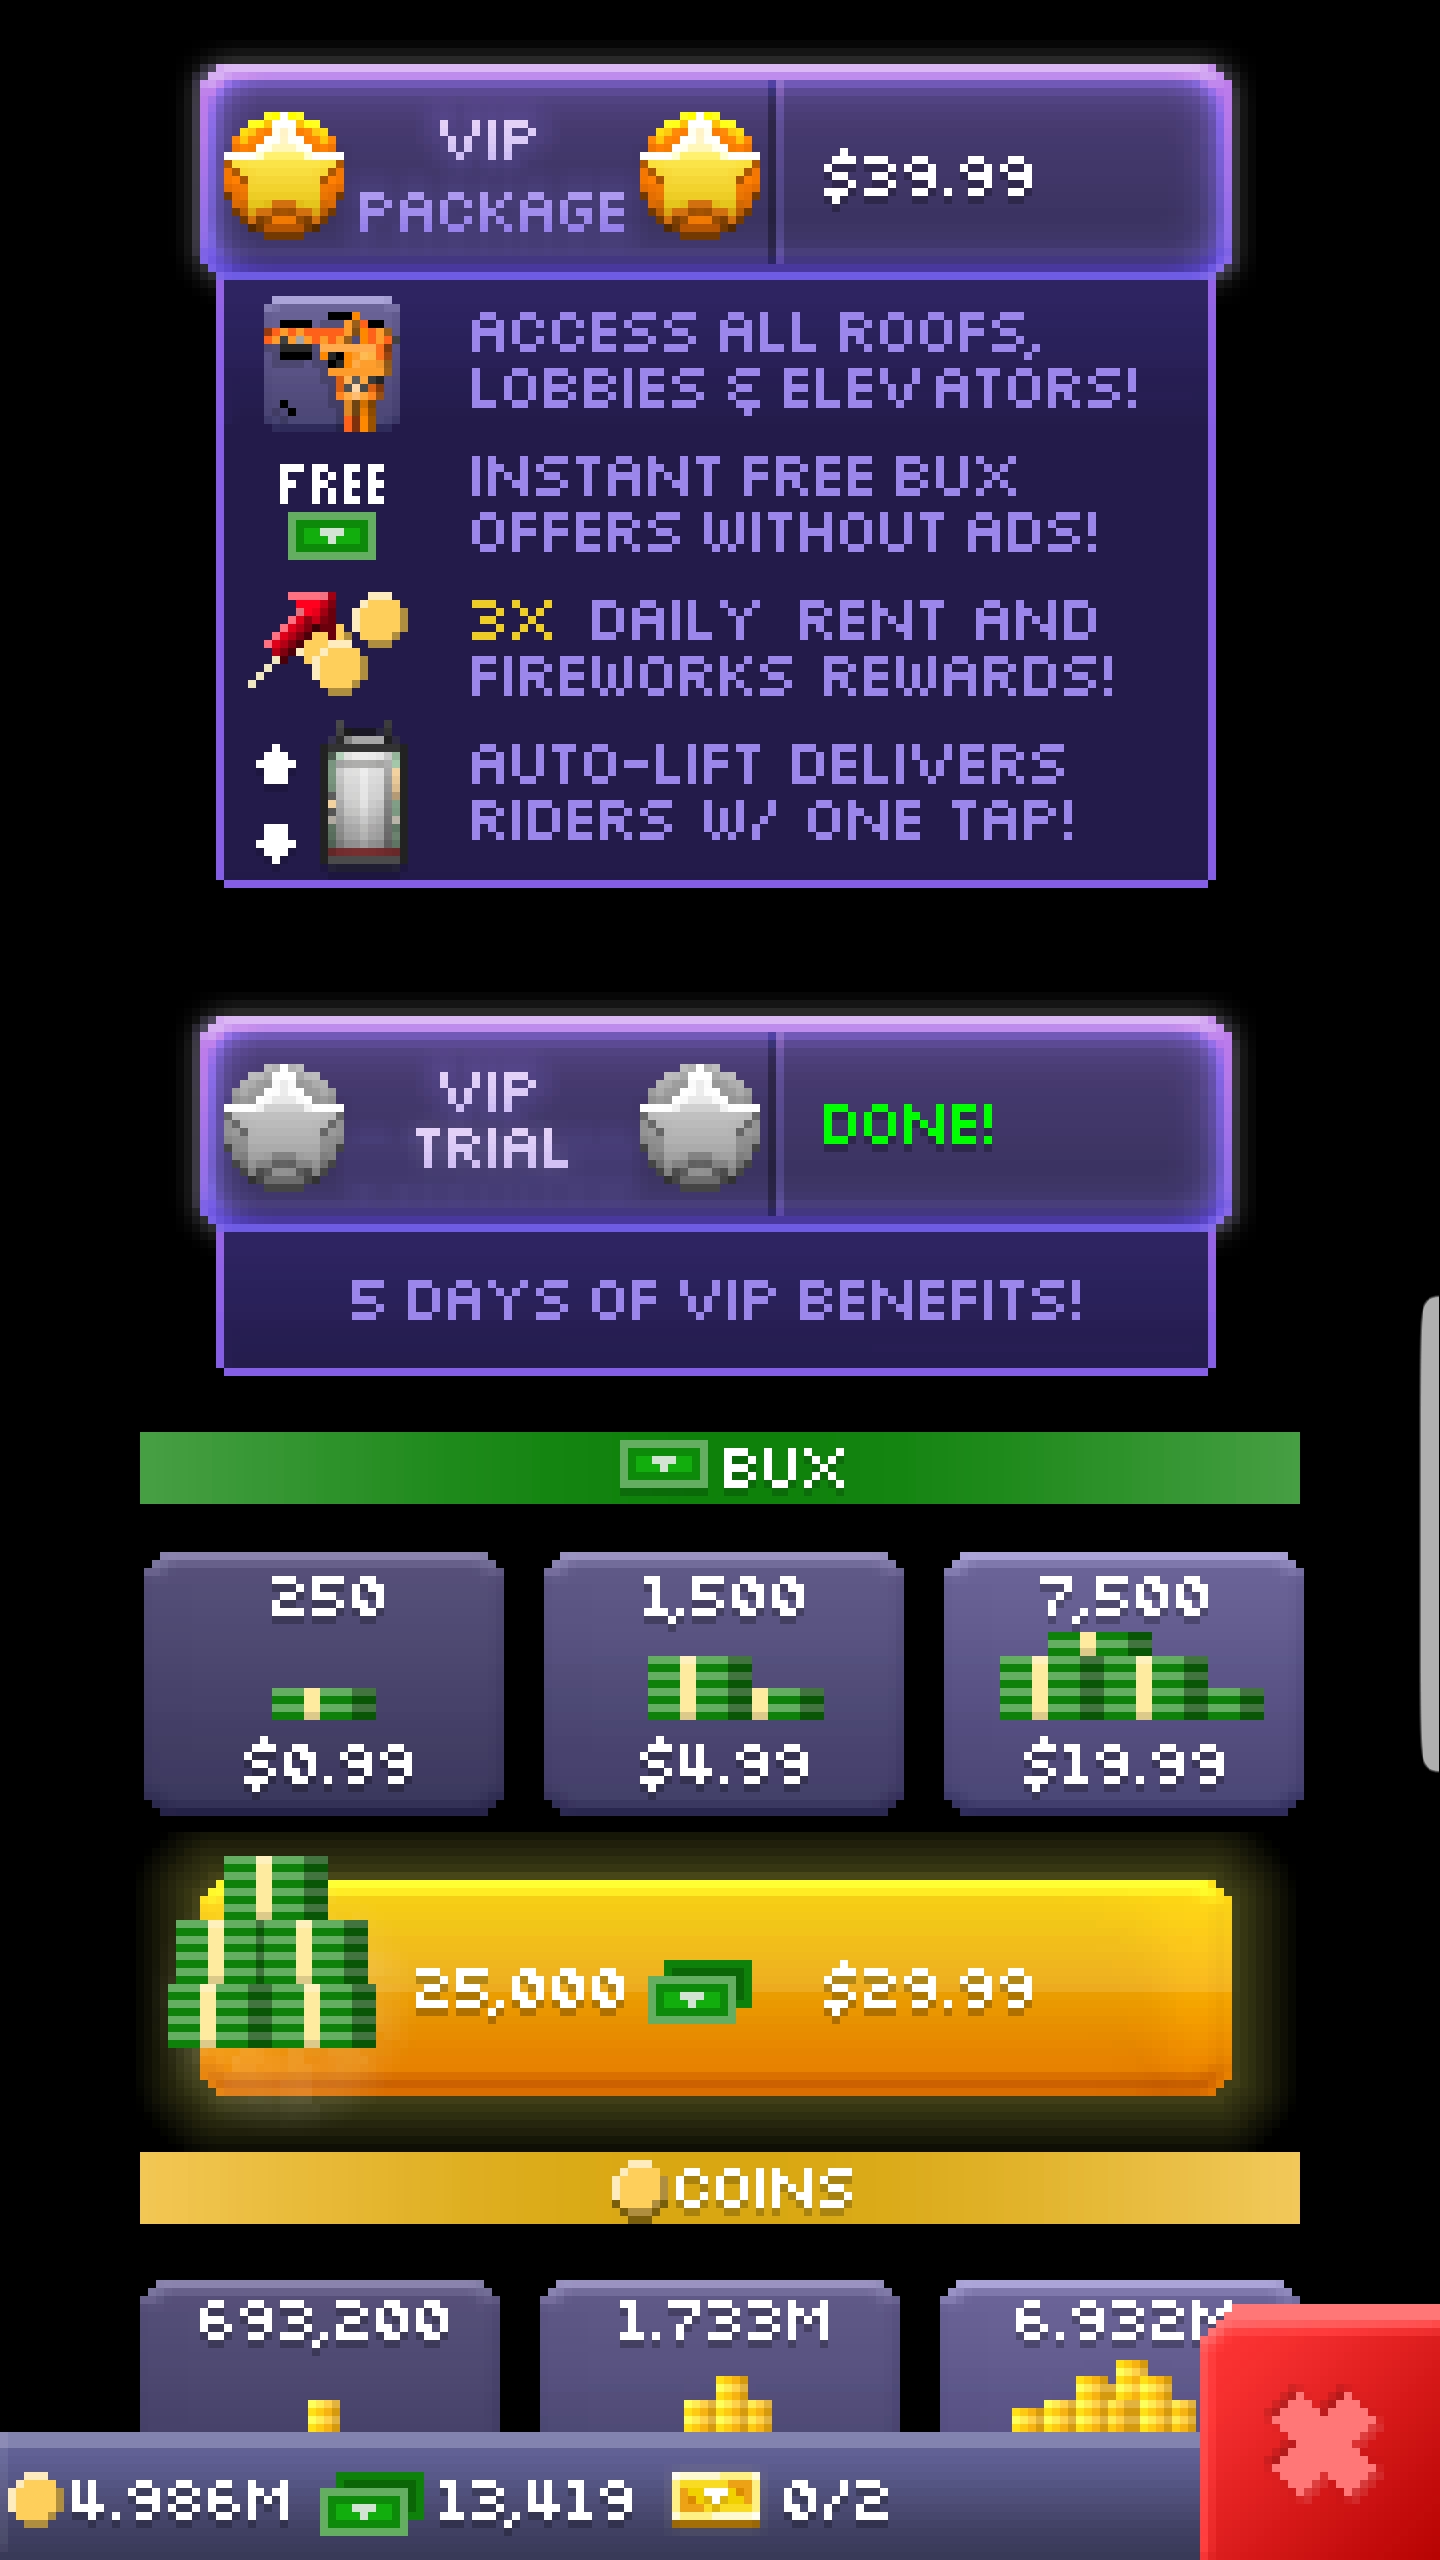 VIP
PACKAGE
$39.99
ACCESS ALL ROOFS,
LOBBIES & ELEVATORS!
FREE
INSTANT FREE BUX
OFFERS WITHOUT ADS!
3X DAILY RENT AND
FIREWORKS REWARDS!
AUTO-LIFT DELIVERS
RIDERS W/ ONE TAP!
VIP
TRIAL
DONE!
5 DAYS OF VIP BENEFITS!
BUX
250
1,500
7,500
$0.99
$4.99
$19.99
25,000
$29.99
COINS
693,200
1.733M
6.932M
4.986M
13,419
0/2